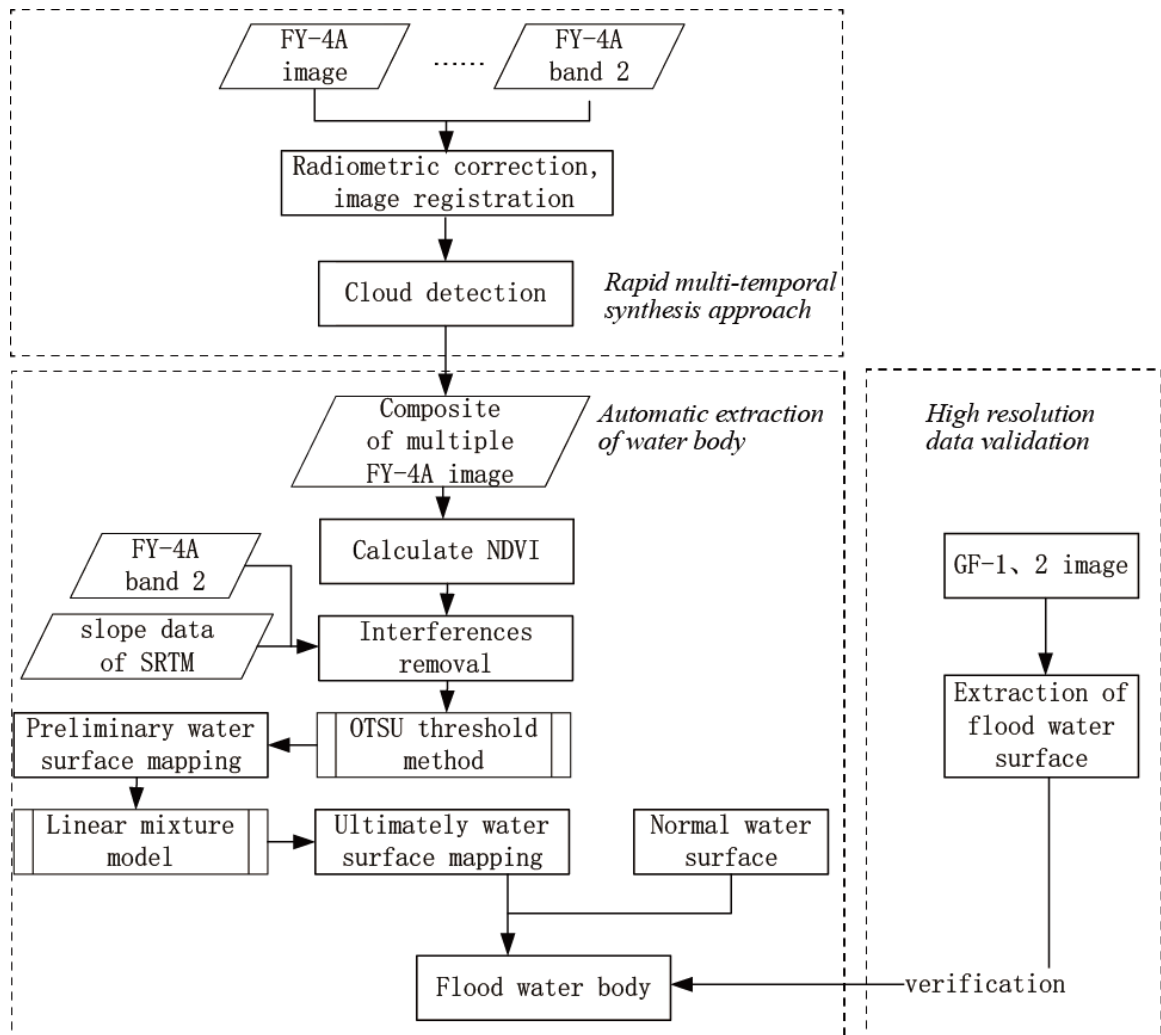 FY-4A
image
......
FY-4A
band 2
Radiometric correction,
image registration
Cloud detection
Rapid multi-temporal
synthesis approach
Composite
of multiple
FY-4A image
Automatic extraction
of water body
Calculate NDVI
FY-4A
band 2
slope data
of SRTM
Interferences
removal
OTSU threshold
method
Preliminary water
surface mapping
Linear mixture
model
Ultimately water
surface mapping
Normal water
surface
Flood water body
High resolution
data validation
GF-1、2 image
Extraction of
flood water
surface
verification